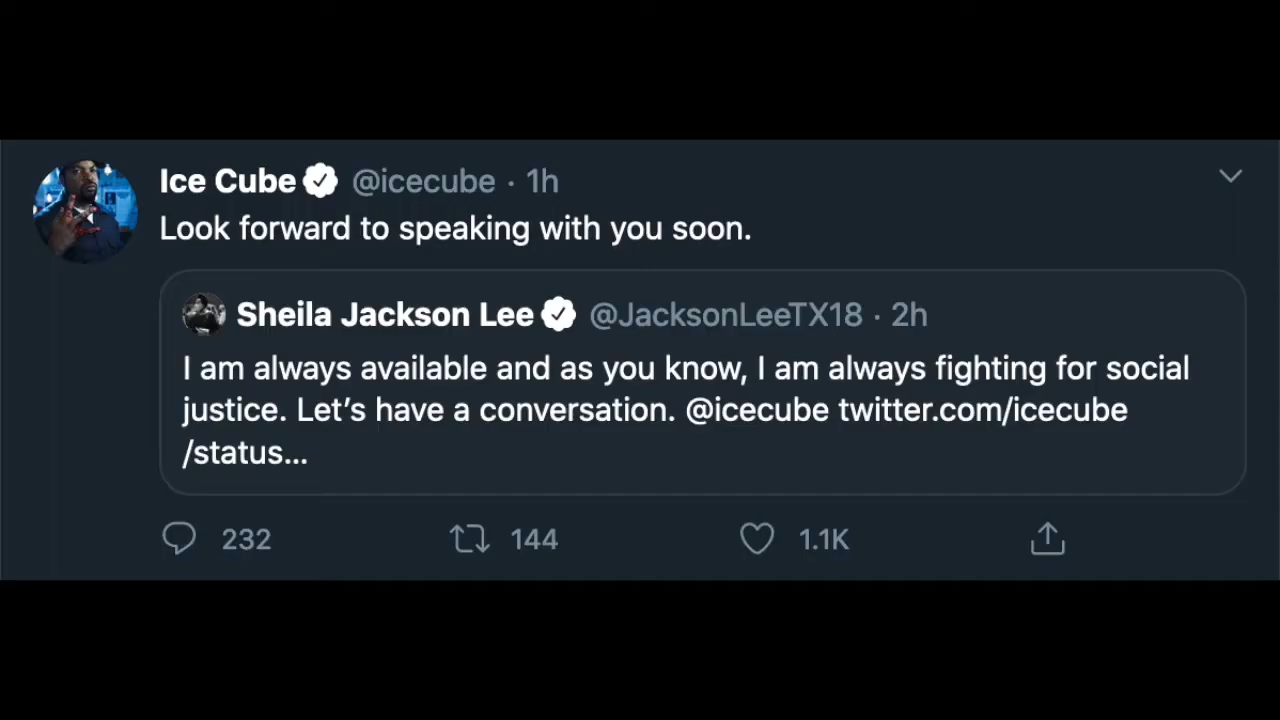 Ice Cube @icecube · 1h
Look forward to speaking with you soon.
Sheila Jackson Lee @JacksonLeeTX18 · 2h
I am always available and as you know, I am always fighting for social
justice. Let’s have a conversation. @icecube twitter.com/icecube
/status…
232 144 1.1K